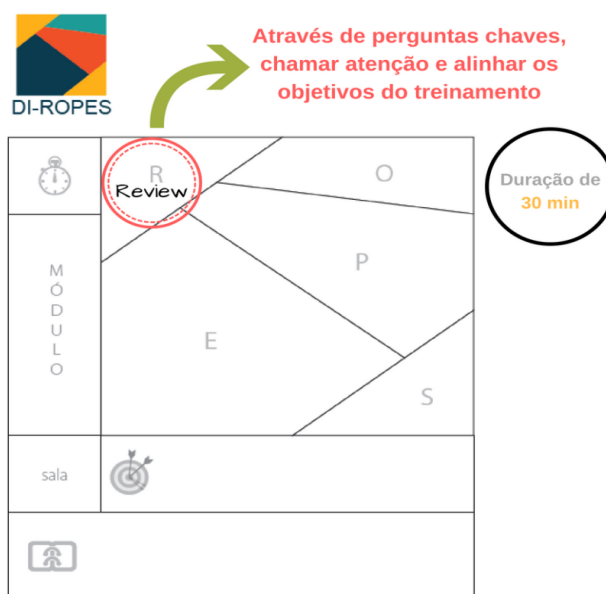 DI-ROPES
Através de perguntas chaves,
chamar atenção e alinhar os
objetivos do treinamento
R
Review
O
Duração de
30 min
M
Ó
D
U
L
O
P
E
S
sala